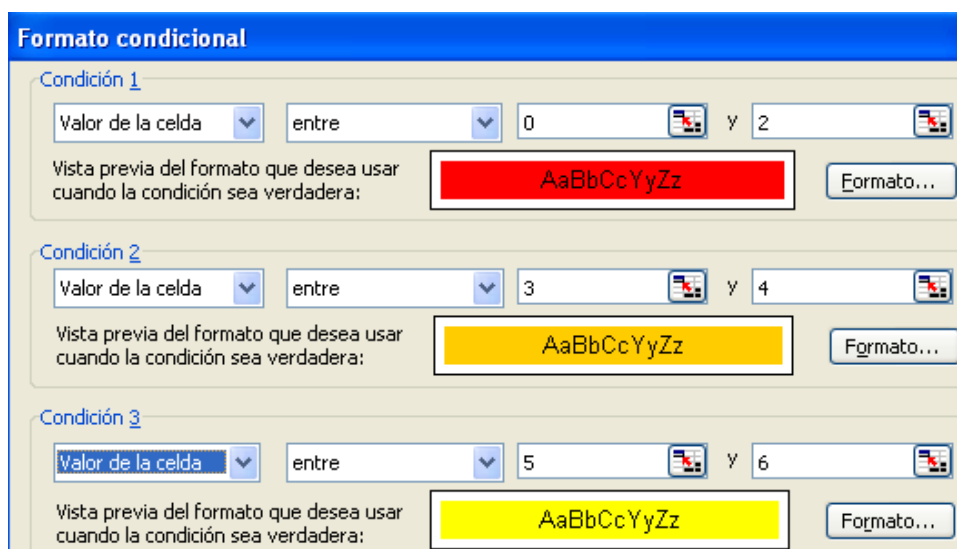 Formato condicional
Condición 1
Valor de la celda entre 0 y 2
Vista previa del formato que desea usar AaBbCcYyZz Formato...
cuando la condición sea verdadera:
Condición 2
Valor de la celda entre 3 y 4
Vista previa del formato que desea usar AaBbCcYyZz Formato...
cuando la condición sea verdadera:
Condición 3
Valor de la celda entre 5 y 6
Vista previa del formato que desea usar AaBbCcYyZz Formato...
cuando la condición sea verdadera: